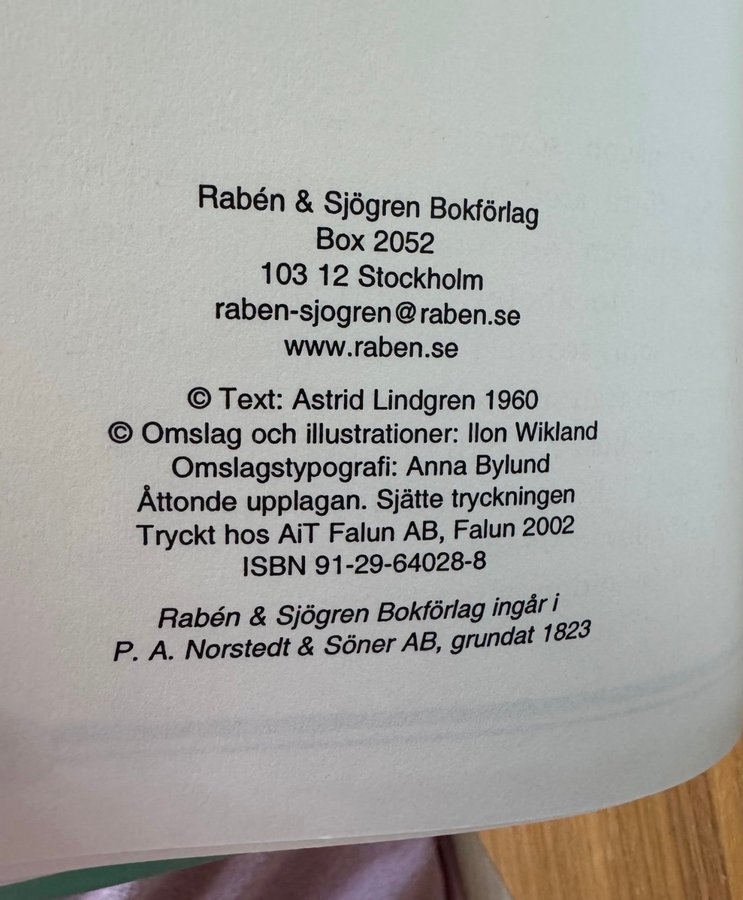 Rabén & Sjögren Bokförlag
Box 2052
103 12 Stockholm
raben-sjogren@raben.se
www.raben.se
© Text: Astrid Lindgren 1960
© Omslag och illustrationer: Ilon Wikland
Omslagstypografi: Anna Bylund
Åttonde upplagan. Sjätte tryckningen
Tryckt hos AiT Falun AB, Falun 2002
ISBN 91-29-64028-8
Rabén & Sjögren Bokförlag ingår i
P. A. Norstedt & Söner AB, grundat 1823